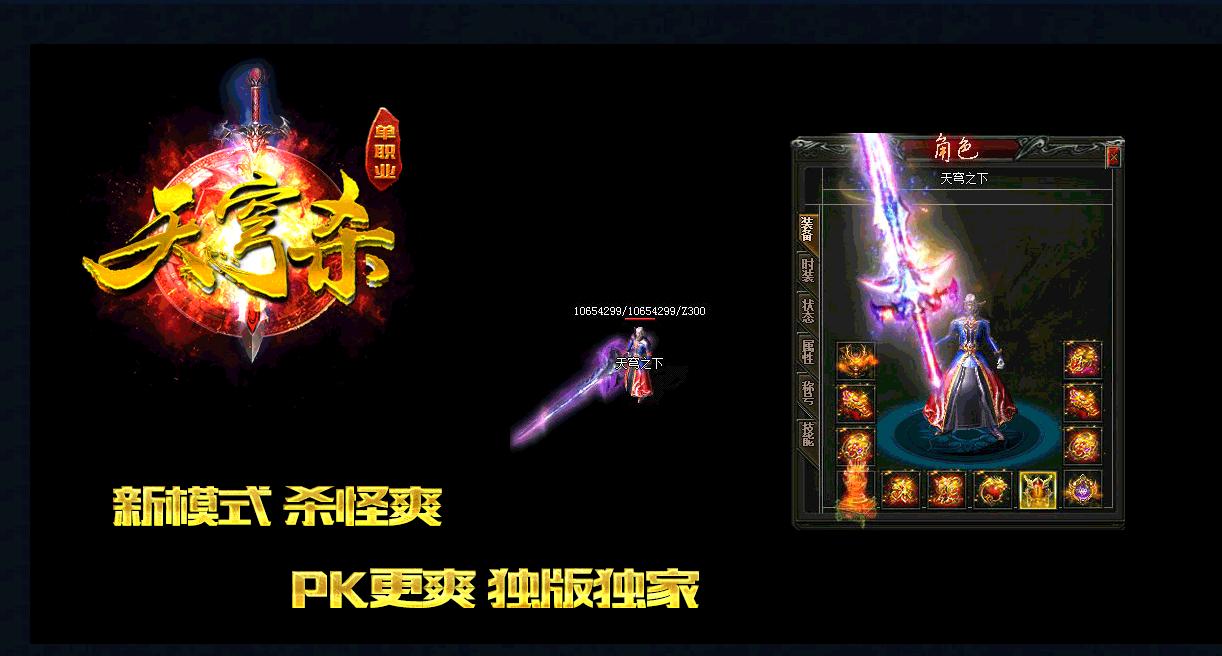 天穹杀
单职业
10654299/10654299/Z300
天穹之下
角色
天穹之下
装备
时装
状态
属性
称号
技能
新模式 杀怪爽
PK更爽 独版独家